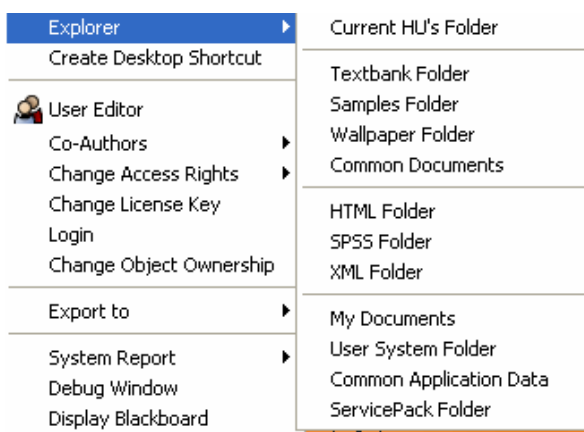 Explorer
Create Desktop Shortcut
User Editor
Co-Authors
Change Access Rights
Change License Key
Login
Change Object Ownership
Export to
System Report
Debug Window
Display Blackboard
Current HU's Folder
Textbank Folder
Samples Folder
Wallpaper Folder
Common Documents
HTML Folder
SPSS Folder
XML Folder
My Documents
User System Folder
Common Application Data
ServicePack Folder